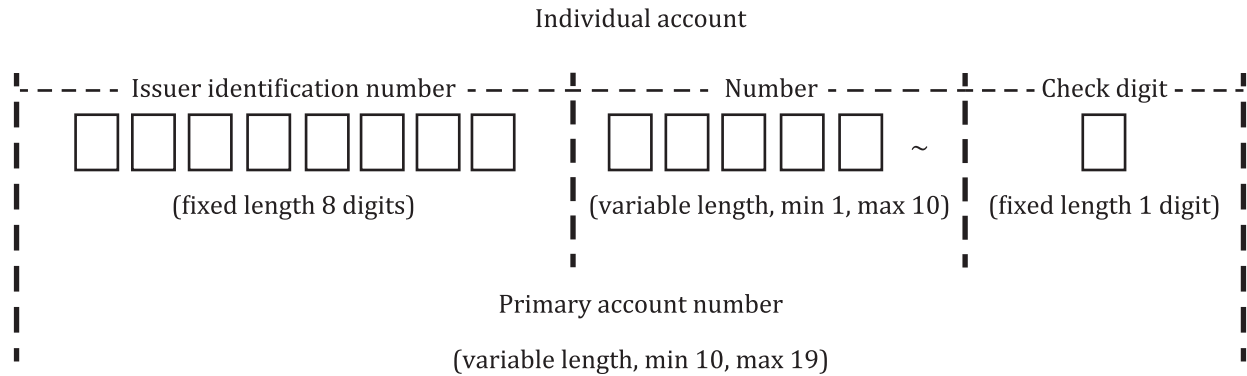 Individual account
Issuer identification number Number Check digit
~
(fixed length 8 digits) (variable length, min 1, max 10) (fixed length 1 digit)
Primary account number
(variable length, min 10, max 19)